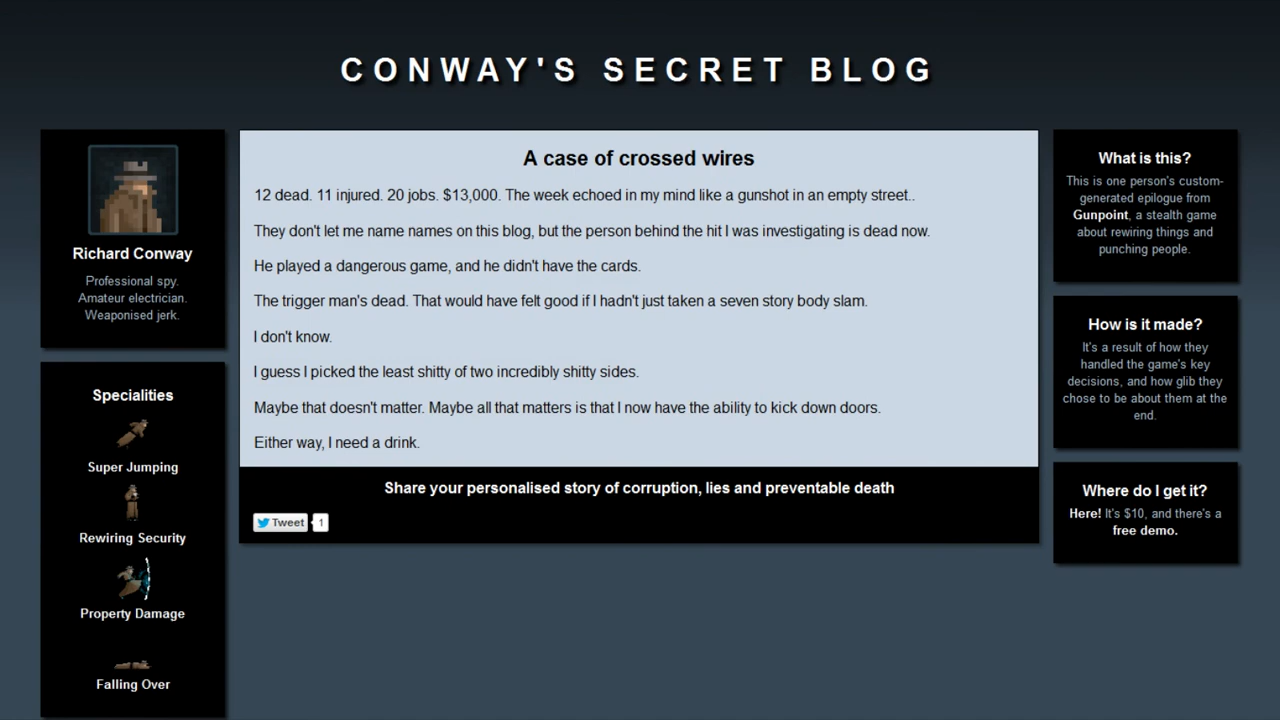 CONWAY'S SECRET BLOG
Richard Conway
Professional spy.
Amateur electrician.
Weaponised jerk.
Specialities
Super Jumping
Rewiring Security
Property Damage
Falling Over
A case of crossed wires
12 dead. 11 injured. 20 jobs. $13,000. The week echoed in my mind like a gunshot in an empty street..
They don't let me name names on this blog, but the person behind the hit I was investigating is dead now.
He played a dangerous game, and he didn't have the cards.
The trigger man's dead. That would have felt good if I hadn't just taken a seven story body slam.
I don't know.
I guess I picked the least shitty of two incredibly shitty sides.
Maybe that doesn't matter. Maybe all that matters is that I now have the ability to kick down doors.
Either way, I need a drink.
Share your personalised story of corruption, lies and preventable death
Tweet 1
What is this?
This is one person's custom-
generated epilogue from
Gunpoint, a stealth game
about rewiring things and
punching people.
How is it made?
It's a result of how they
handled the game's key
decisions, and how glib they
chose to be about them at the
end.
Where do I get it?
Here! It's $10, and there's a
free demo.